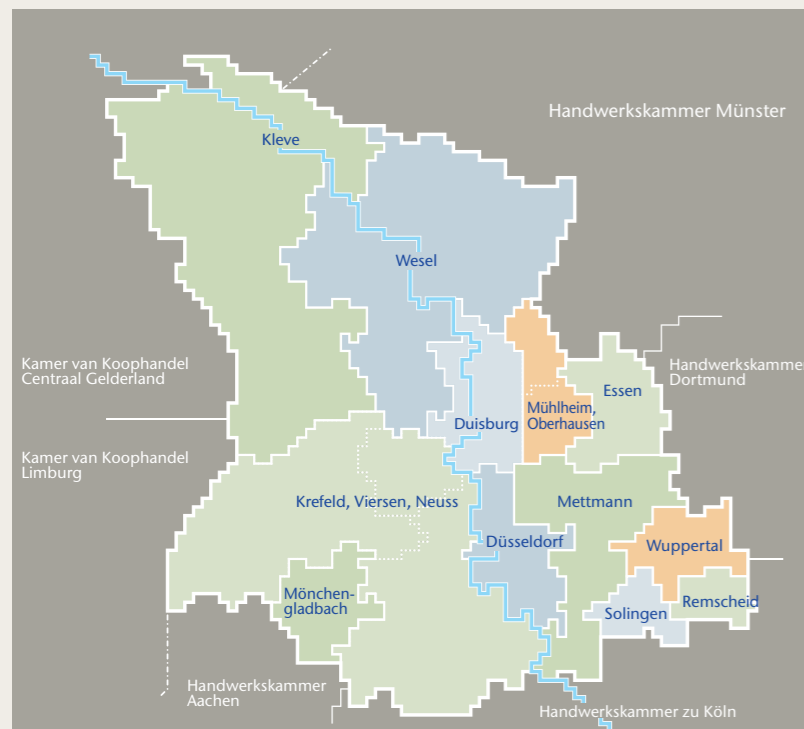 Handwerkskammer Münster
Kleve
Wesel
Kamer van Koophandel
Centraal Gelderland
Handwerkskammer
Dortmund
Essen
Mühlheim,
Oberhausen
Duisburg
Kamer van Koophandel
Limburg
Krefeld, Viersen, Neuss
Mettmann
Düsseldorf
Wuppertal
Mönchen-
gladbach
Solingen
Remscheid
Handwerkskammer
Aachen
Handwerkskammer zu Köln